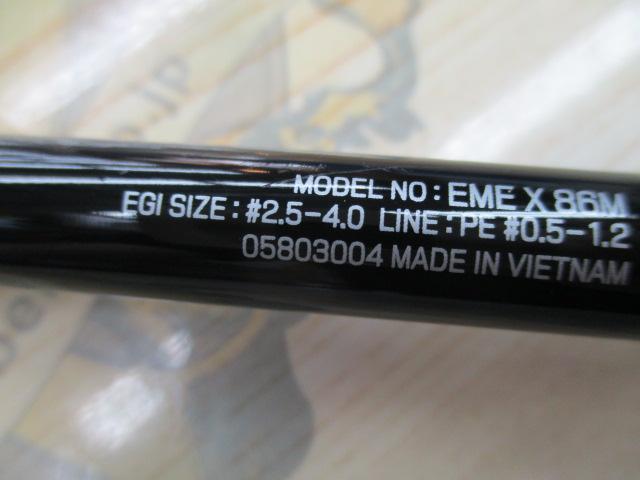 MODEL NO : EME X 86M
EGI SIZE : #2.5-4.0 LINE : PE #0.5-1.2
05803004 MADE IN VIETNAM